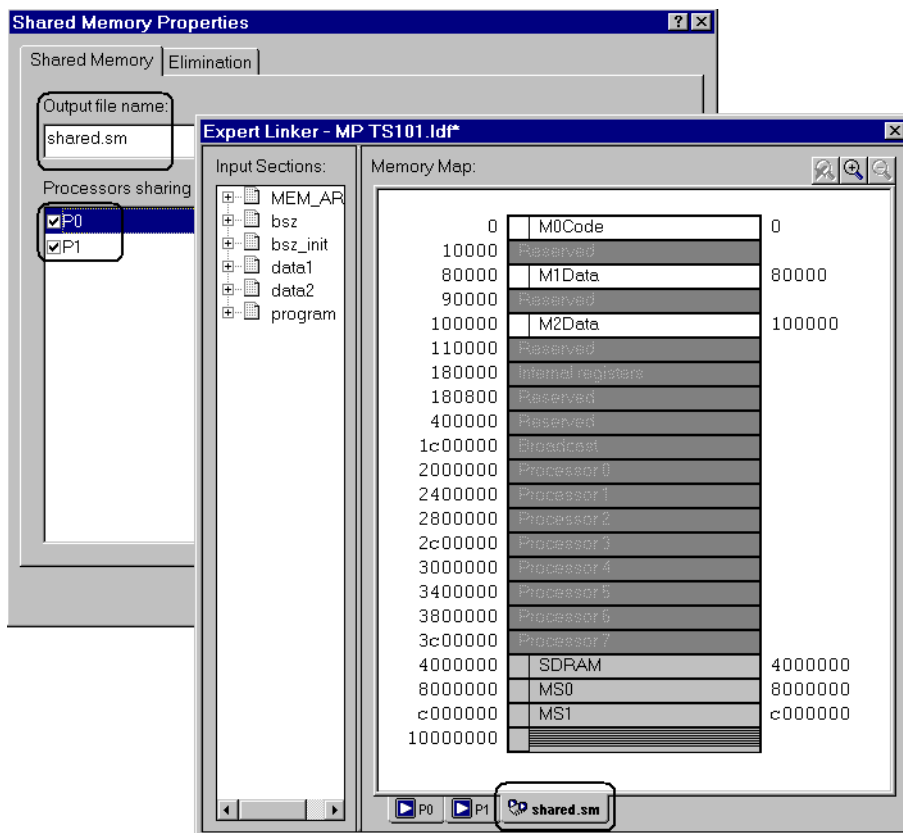 Shared Memory Properties
Shared Memory
Elimination
Output file name:
shared.sm
Processors sharing
P0
P1
Expert Linker - MP TS101.ldf*
Input Sections:
MEM_AR
bsz
bsz_init
data1
data2
program
Memory Map:
0 M0Code 0
10000 Reserved
80000 M1Data 80000
90000 Reserved
100000 M2Data 100000
110000 Reserved
180000 Internal registers
180800 Reserved
400000 Reserved
1c00000 Broadcast
2000000 Processor 0
2400000 Processor 1
2800000 Processor 2
2c00000 Processor 3
3000000 Processor 4
3400000 Processor 5
3800000 Processor 6
3c00000 Processor 7
4000000 SDRAM 4000000
8000000 MS0 8000000
c000000 MS1 c000000
10000000
P0 P1 shared.sm